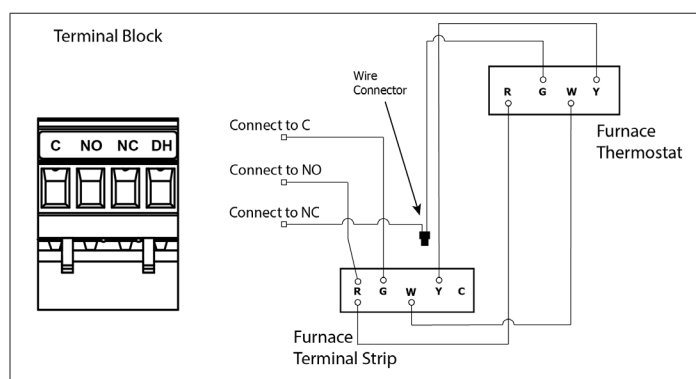 Terminal Block
C NO NC DH
Wire
Connector
Connect to C
Connect to NO
Connect to NC
R G W Y
Furnace
Thermostat
R G W Y C
Furnace
Terminal Strip